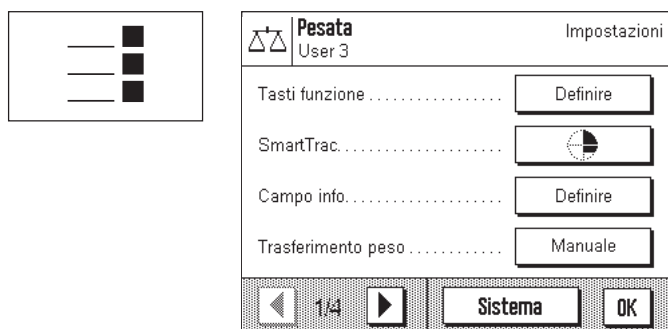 Pesata
User 3
Impostazioni
Tasti funzione................. Definire
SmartTrac.....................
Campo info.................... Definire
Trasferimento peso............ Manuale
1/4 Sistema OK